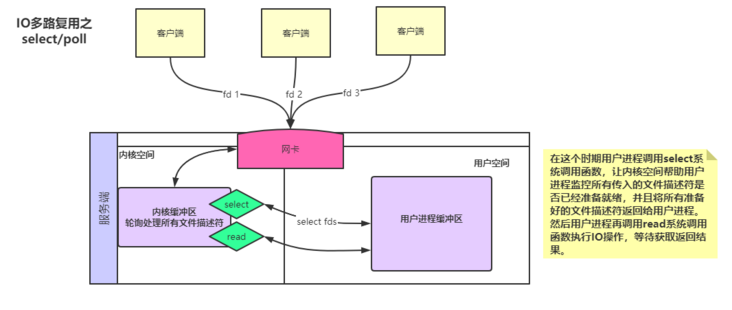 IO多路复用之
select/poll
客户端
客户端
客户端
fd 1
fd 2
fd 3
网卡
内核空间
用户空间
服务端
内核缓冲区
轮询处理所有文件描述符
select
read
select fds
用户进程缓冲区
在这个时期用户进程调用select系
统调用函数，让内核空间帮助用户
进程监控所有传入的文件描述符是
否已经准备就绪，并且将所有准备
好的文件描述符返回给用户进程。
然后用户进程再调用read系统调用
函数执行IO操作，等待获取返回结
果。